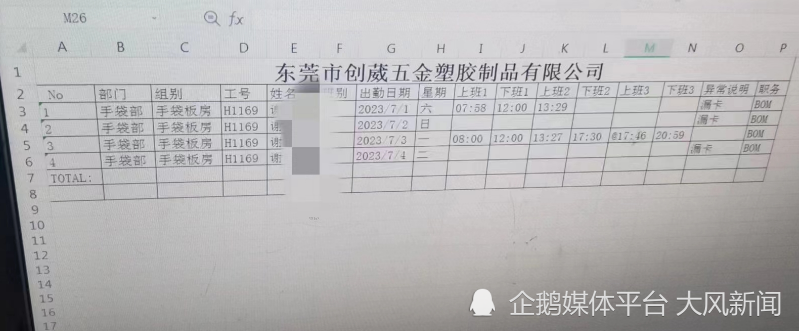 M26 fx
A B C D E F G H I J K L M N O P
1 东莞市创葳五金塑胶制品有限公司
2 No 部门 组别 工号 姓名 班别 出勤日期 星期 上班1 下班1 上班2 下班2 上班3 下班3 异常说明 职务
3 1 手袋部 手袋板房 H1169 谢 2023/7/1 六 07:58 12:00 13:29 漏卡 BOM
4 2 手袋部 手袋板房 H1169 谢 2023/7/2 日 漏卡 BOM
5 3 手袋部 手袋板房 H1169 谢 2023/7/3 一 08:00 12:00 13:27 17:30 @17:46 20:59 BOM
6 4 手袋部 手袋板房 H1169 谢 2023/7/4 二 漏卡 BOM
7 TOTAL:
8
9
10
11
12
13
14
15
16
17
企鹅媒体平台 大风新闻